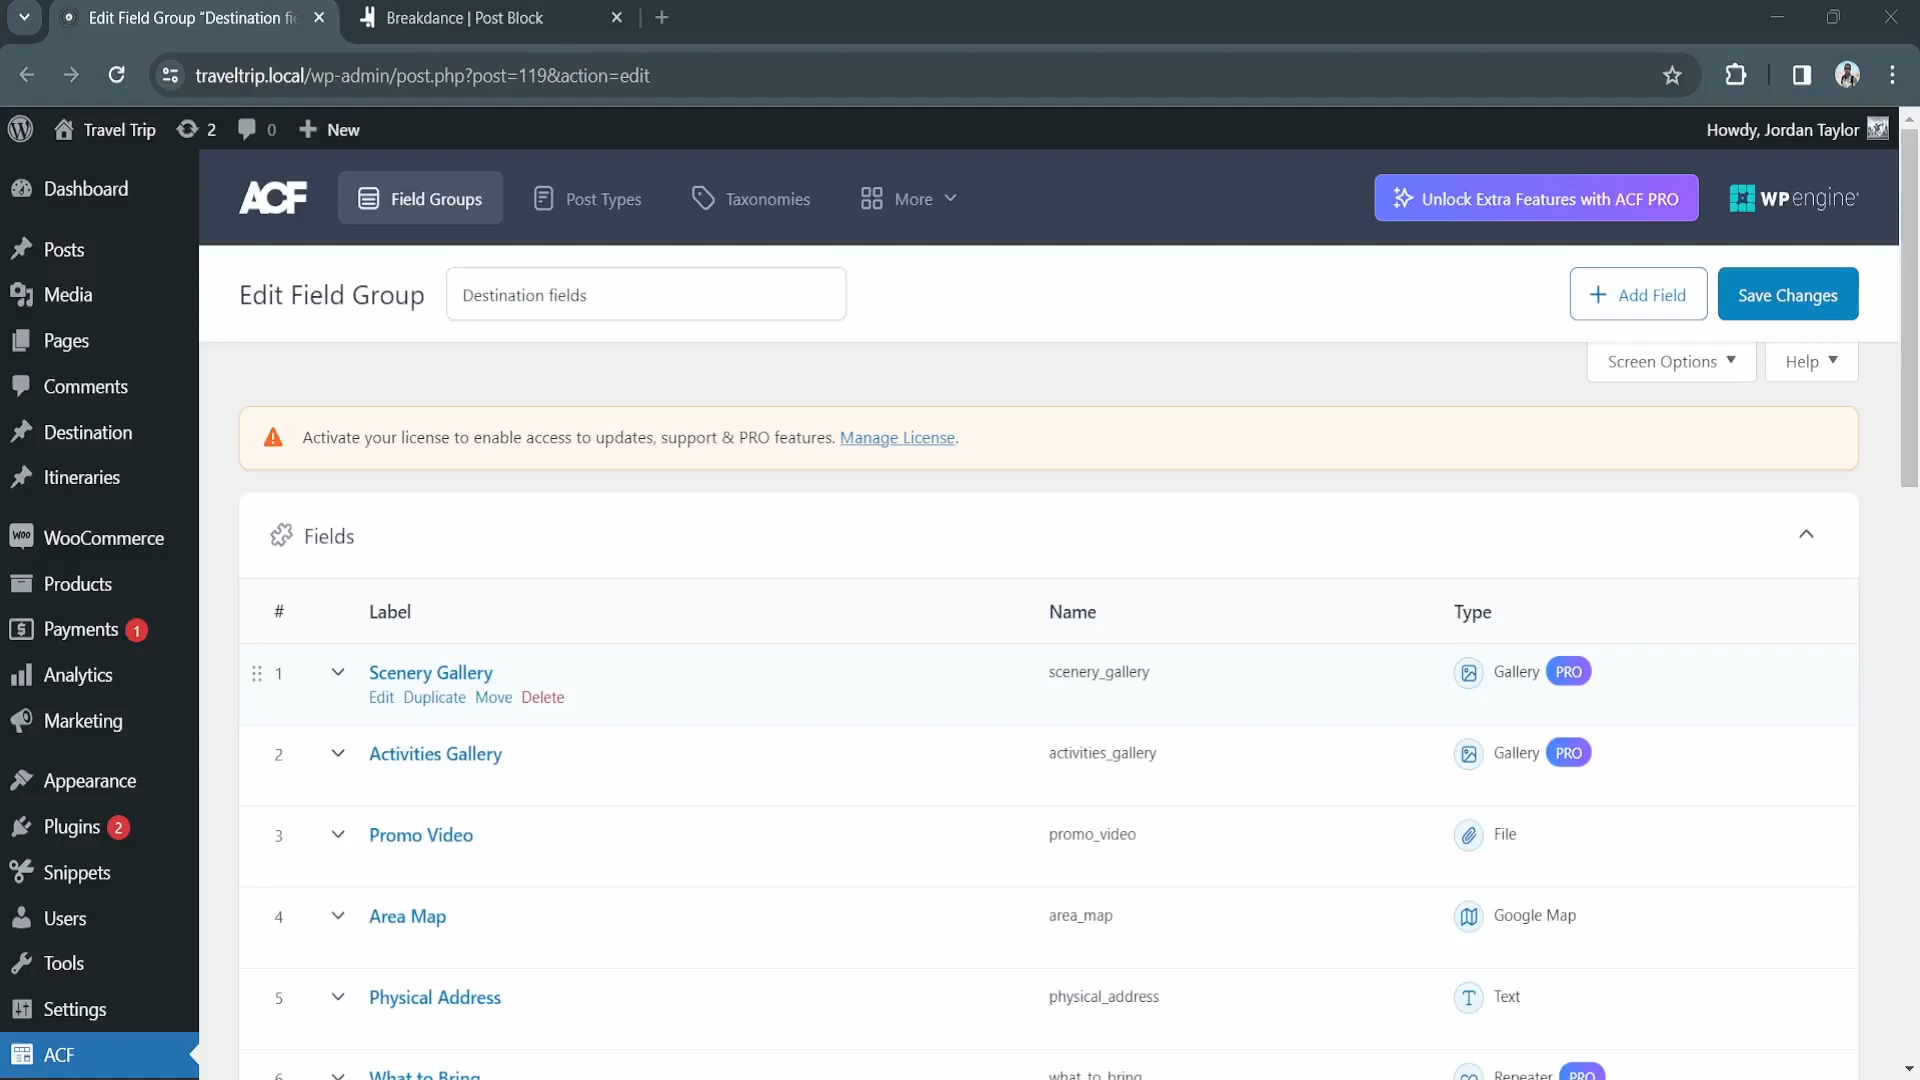 Edit Field Group “Destination fie
Breakdance | Post Block
traveltrip.local/wp-admin/post.php?post=119&action=edit
Travel Trip
2
0
New
Howdy, Jordan Taylor
ACF
Field Groups
Post Types
Taxonomies
More
Unlock Extra Features with ACF PRO
WP engine
Dashboard
Posts
Media
Pages
Comments
Destination
Itineraries
WooCommerce
Products
Payments 1
Analytics
Marketing
Appearance
Plugins 2
Snippets
Users
Tools
Settings
ACF
Edit Field Group
Destination fields
Add Field
Save Changes
Screen Options
Help
Activate your license to enable access to updates, support & PRO features. Manage License.
Fields
# Label Name Type
1 Scenery Gallery scenery_gallery Gallery PRO
Edit Duplicate Move Delete
2 Activities Gallery activities_gallery Gallery PRO
3 Promo Video promo_video File
4 Area Map area_map Google Map
5 Physical Address physical_address Text
6 What to Bring what_to_bring Repeater PRO